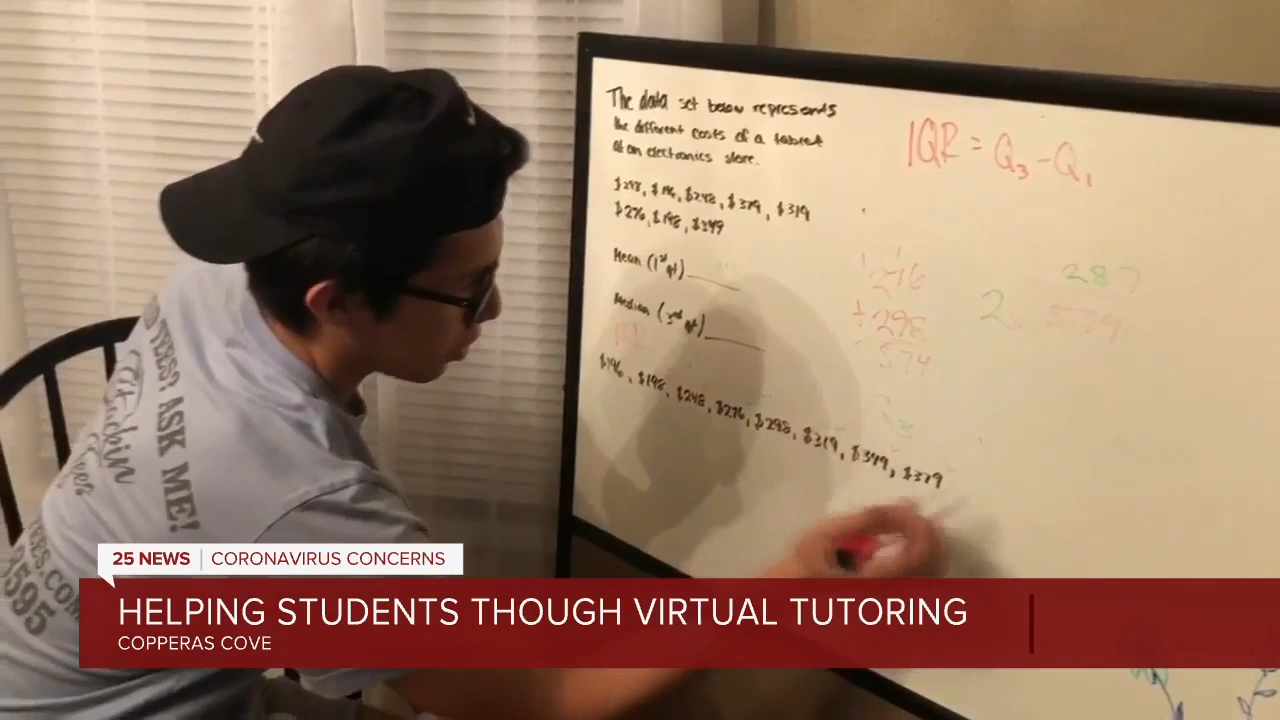 The data set below represents
the different costs of a tablet
at an electronics store.
$298, $196, $248, $379, $319
$276, $198, $349
Mean (1st qt)
Median (3rd qt)
$196, $198, $248, $276, $298, $319, $349, $379
IQR = Q3 - Q1
276
+298
574
287
2
574
TEES? ASK ME!
8595
25 NEWS | CORONAVIRUS CONCERNS
HELPING STUDENTS THOUGH VIRTUAL TUTORING
COPPERAS COVE